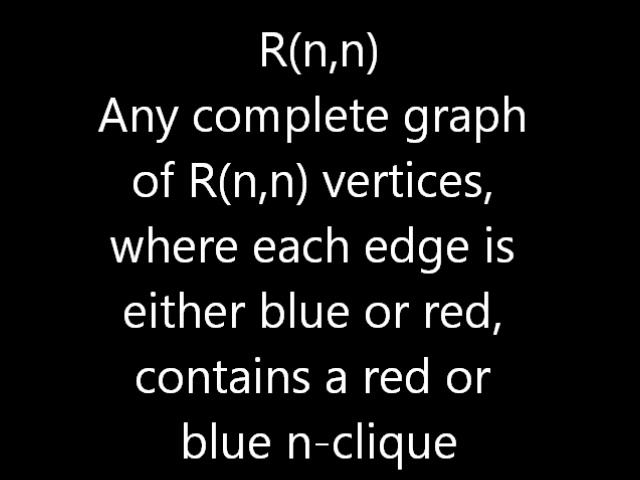 R(n,n)
Any complete graph
of R(n,n) vertices,
where each edge is
either blue or red,
contains a red or
blue n-clique